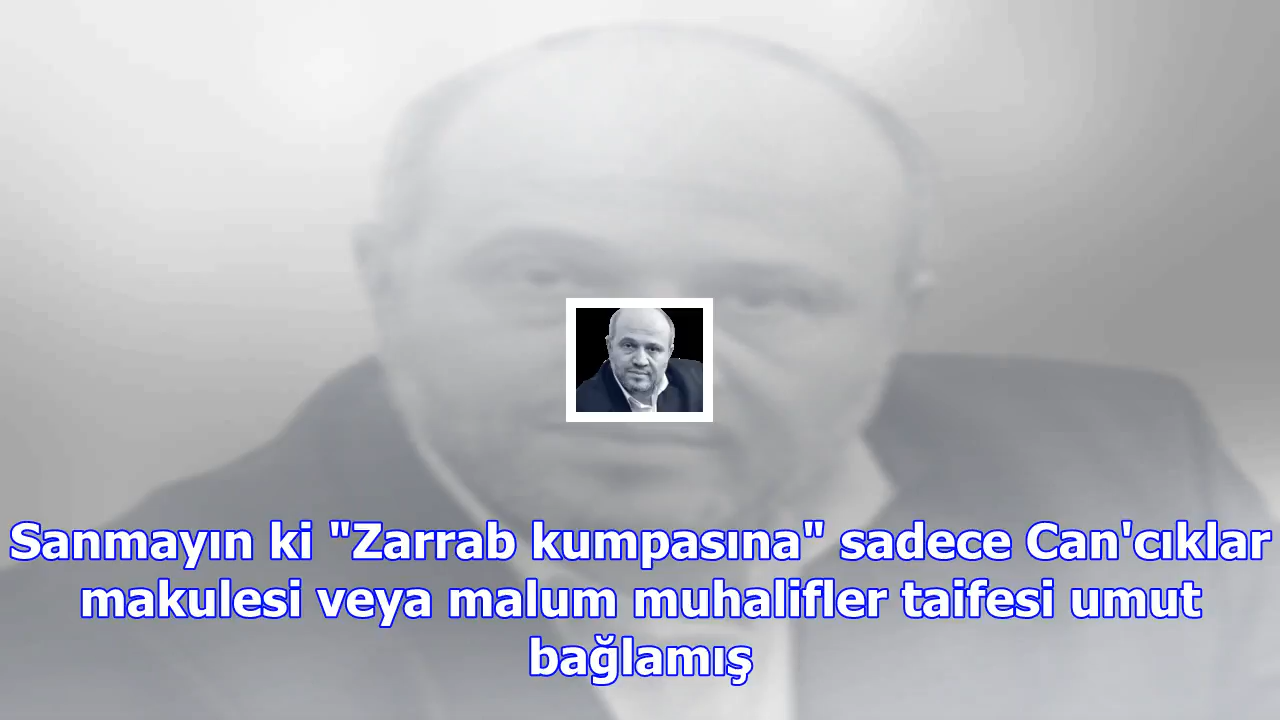 Sanmayın ki "Zarrab kumpasına" sadece Can'cıklar
makulesi veya malum muhalifler taifesi umut
bağlamış